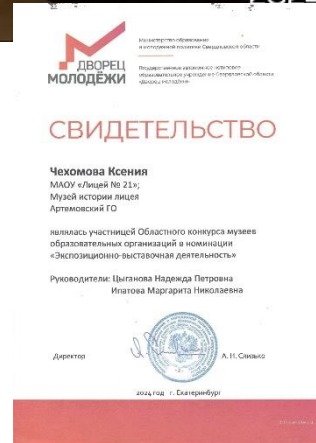 ДВОРЕЦ
МОЛОДЁЖИ
Министерство образования
и молодежной политики Свердловской области
Государственное автономное нетиповое
образовательное учреждение Свердловской области
«Дворец молодёжи»
СВИДЕТЕЛЬСТВО
Чехомова Ксения
МАОУ «Лицей № 21»;
Музей истории лицея
Артемовский ГО
являлась участницей Областного конкурса музеев
образовательных организаций в номинации
«Экспозиционно-выставочная деятельность»
Руководители: Цыганова Надежда Петровна
Ипатова Маргарита Николаевна
Директор
А. Н. Слизько
2024 год г. Екатеринбург